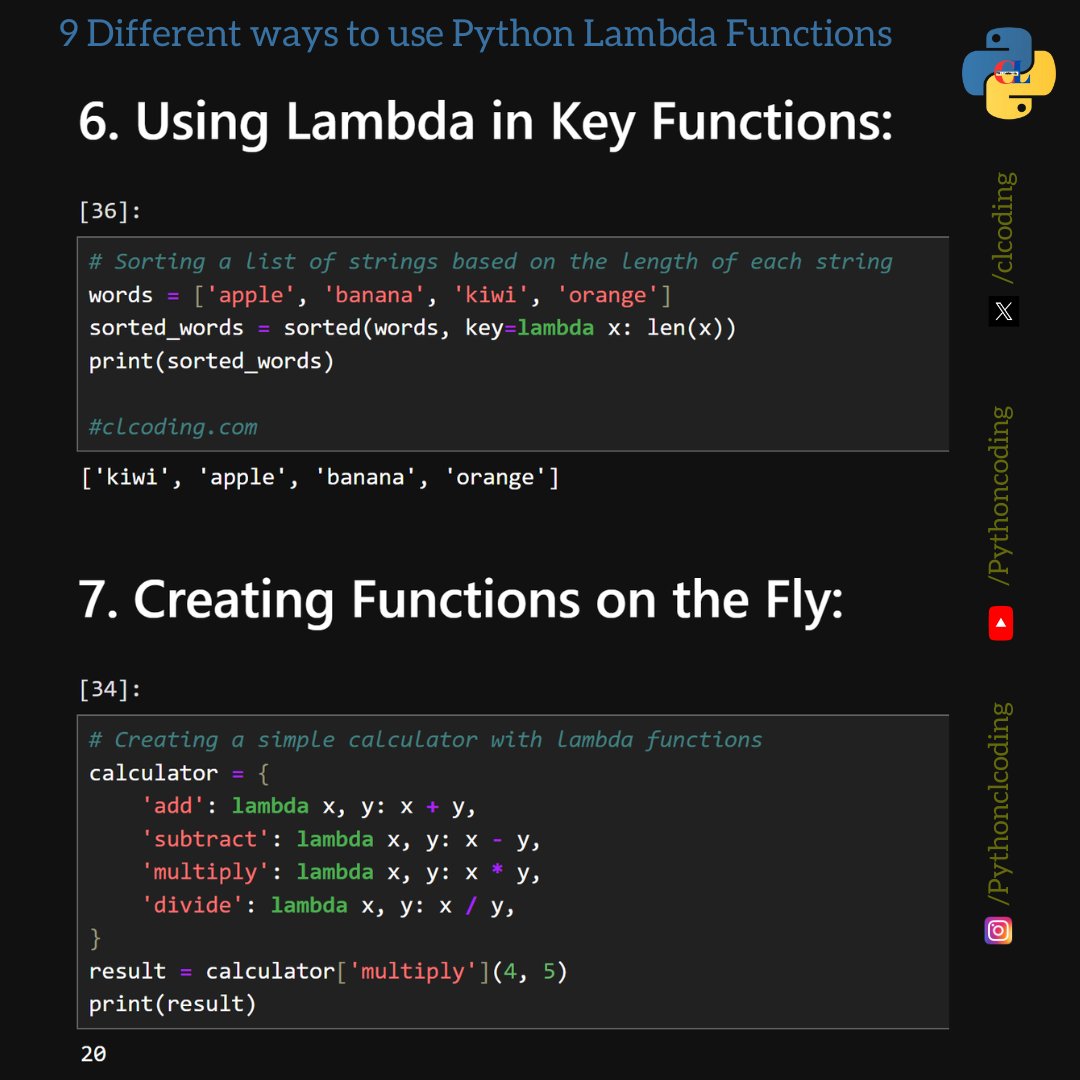 9 Different ways to use Python Lambda Functions
CL
6. Using Lambda in Key Functions:
[36]:
# Sorting a list of strings based on the length of each string
words = ['apple', 'banana', 'kiwi', 'orange']
sorted_words = sorted(words, key=lambda x: len(x))
print(sorted_words)
#clcoding.com
['kiwi', 'apple', 'banana', 'orange']
7. Creating Functions on the Fly:
[34]:
# Creating a simple calculator with lambda functions
calculator = {
    'add': lambda x, y: x + y,
    'subtract': lambda x, y: x - y,
    'multiply': lambda x, y: x * y,
    'divide': lambda x, y: x / y,
}
result = calculator['multiply'](4, 5)
print(result)
20
/clcoding
/Pythoncoding
/Pythonclcoding